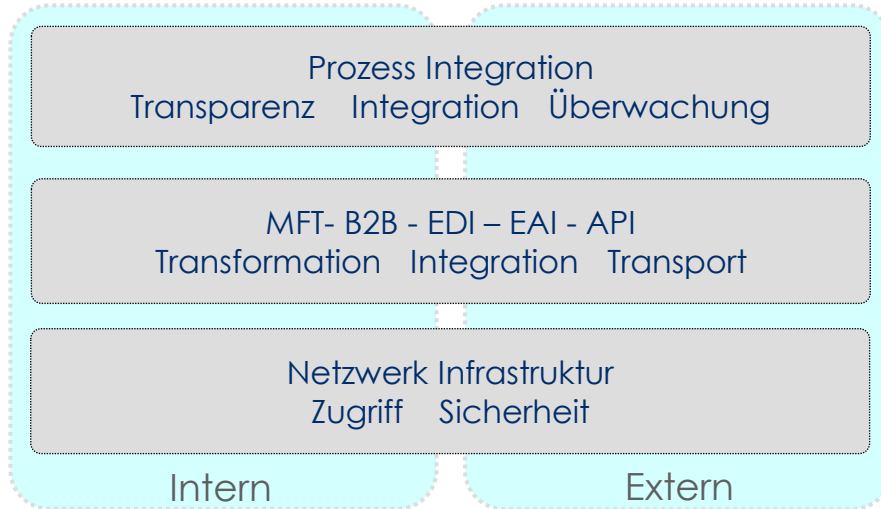 Prozess Integration
Transparenz Integration Überwachung
MFT- B2B - EDI – EAI - API
Transformation Integration Transport
Netzwerk Infrastruktur
Zugriff Sicherheit
Intern Extern